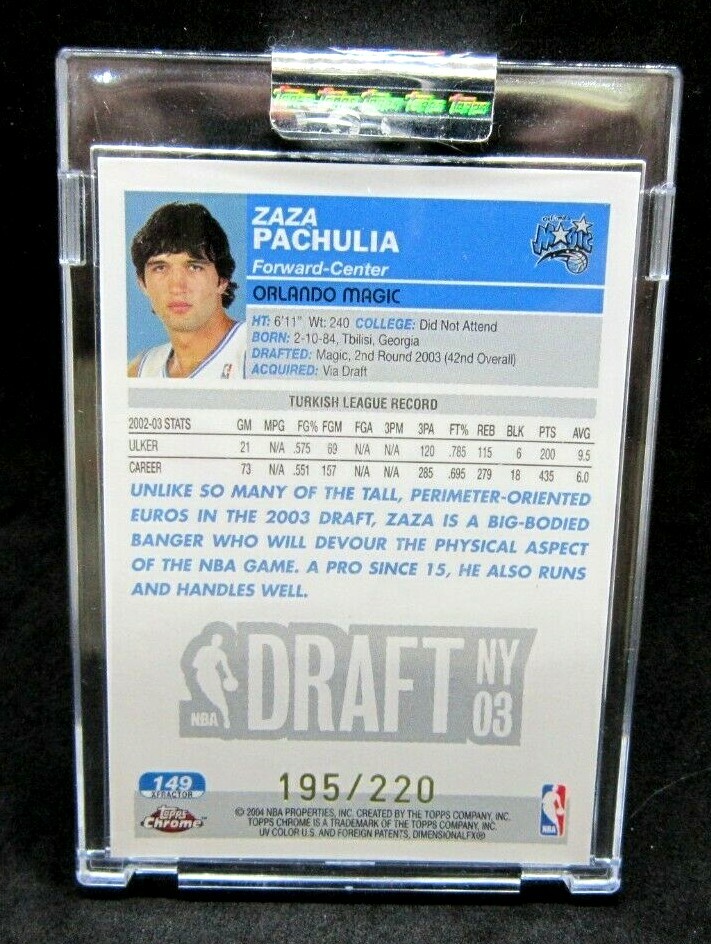 Topps Topps Topps Topps Topps
ZAZA
PACHULIA
Forward-Center
ORLANDO MAGIC
MAGIC
HT: 6'11" Wt: 240 COLLEGE: Did Not Attend
BORN: 2-10-84, Tbilisi, Georgia
DRAFTED: Magic, 2nd Round 2003 (42nd Overall)
ACQUIRED: Via Draft
TURKISH LEAGUE RECORD
2002-03 STATS GM MPG FG% FGM FGA 3PM 3PA FT% REB BLK PTS AVG
ULKER 21 N/A .575 69 N/A N/A 120 .785 115 6 200 9.5
CAREER 73 N/A .551 157 N/A N/A 285 .695 279 18 435 6.0
UNLIKE SO MANY OF THE TALL, PERIMETER-ORIENTED
EUROS IN THE 2003 DRAFT, ZAZA IS A BIG-BODIED
BANGER WHO WILL DEVOUR THE PHYSICAL ASPECT
OF THE NBA GAME. A PRO SINCE 15, HE ALSO RUNS
AND HANDLES WELL.
NBA DRAFT NY 03
195/220
149
XFRACTOR
TOPPS Chrome™
© 2004 NBA PROPERTIES, INC. CREATED BY THE TOPPS COMPANY, INC.
TOPPS CHROME IS A TRADEMARK OF THE TOPPS COMPANY, INC.
UV COLOR U.S. AND FOREIGN PATENTS, DIMENSIONALFX®
NBA